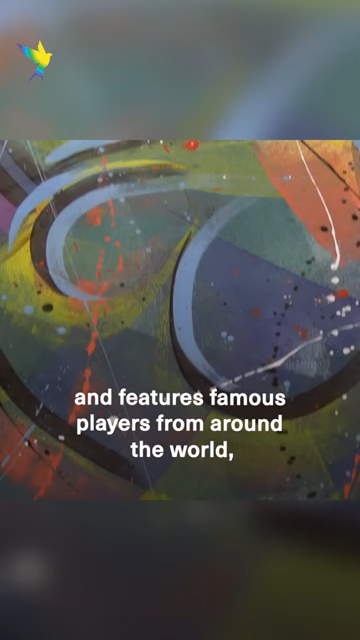 and features famous
players from around
the world,